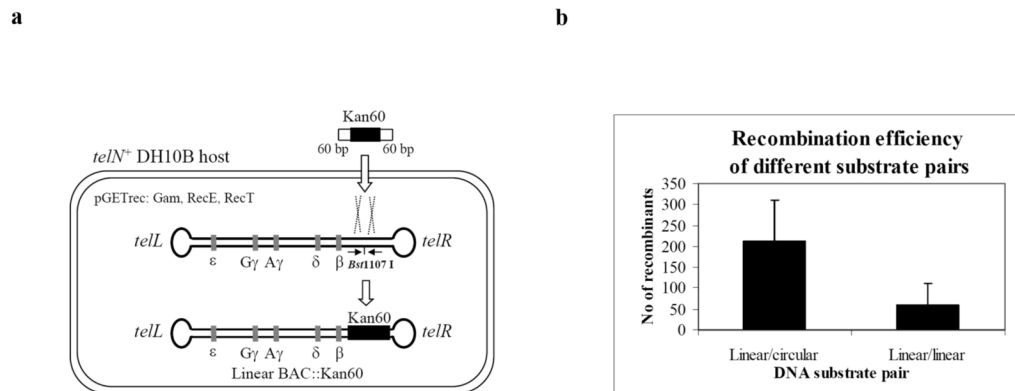 a
b
Kan60
60 bp 60 bp
telN+ DH10B host
pGETrec: Gam, RecE, RecT
telL telR
ε Gγ Aγ δ β Bst1107 I
Kan60
telL telR
ε Gγ Aγ δ β
Linear BAC::Kan60
Recombination efficiency
of different substrate pairs
No of recombinants
350
300
250
200
150
100
50
0
Linear/circular Linear/linear
DNA substrate pair